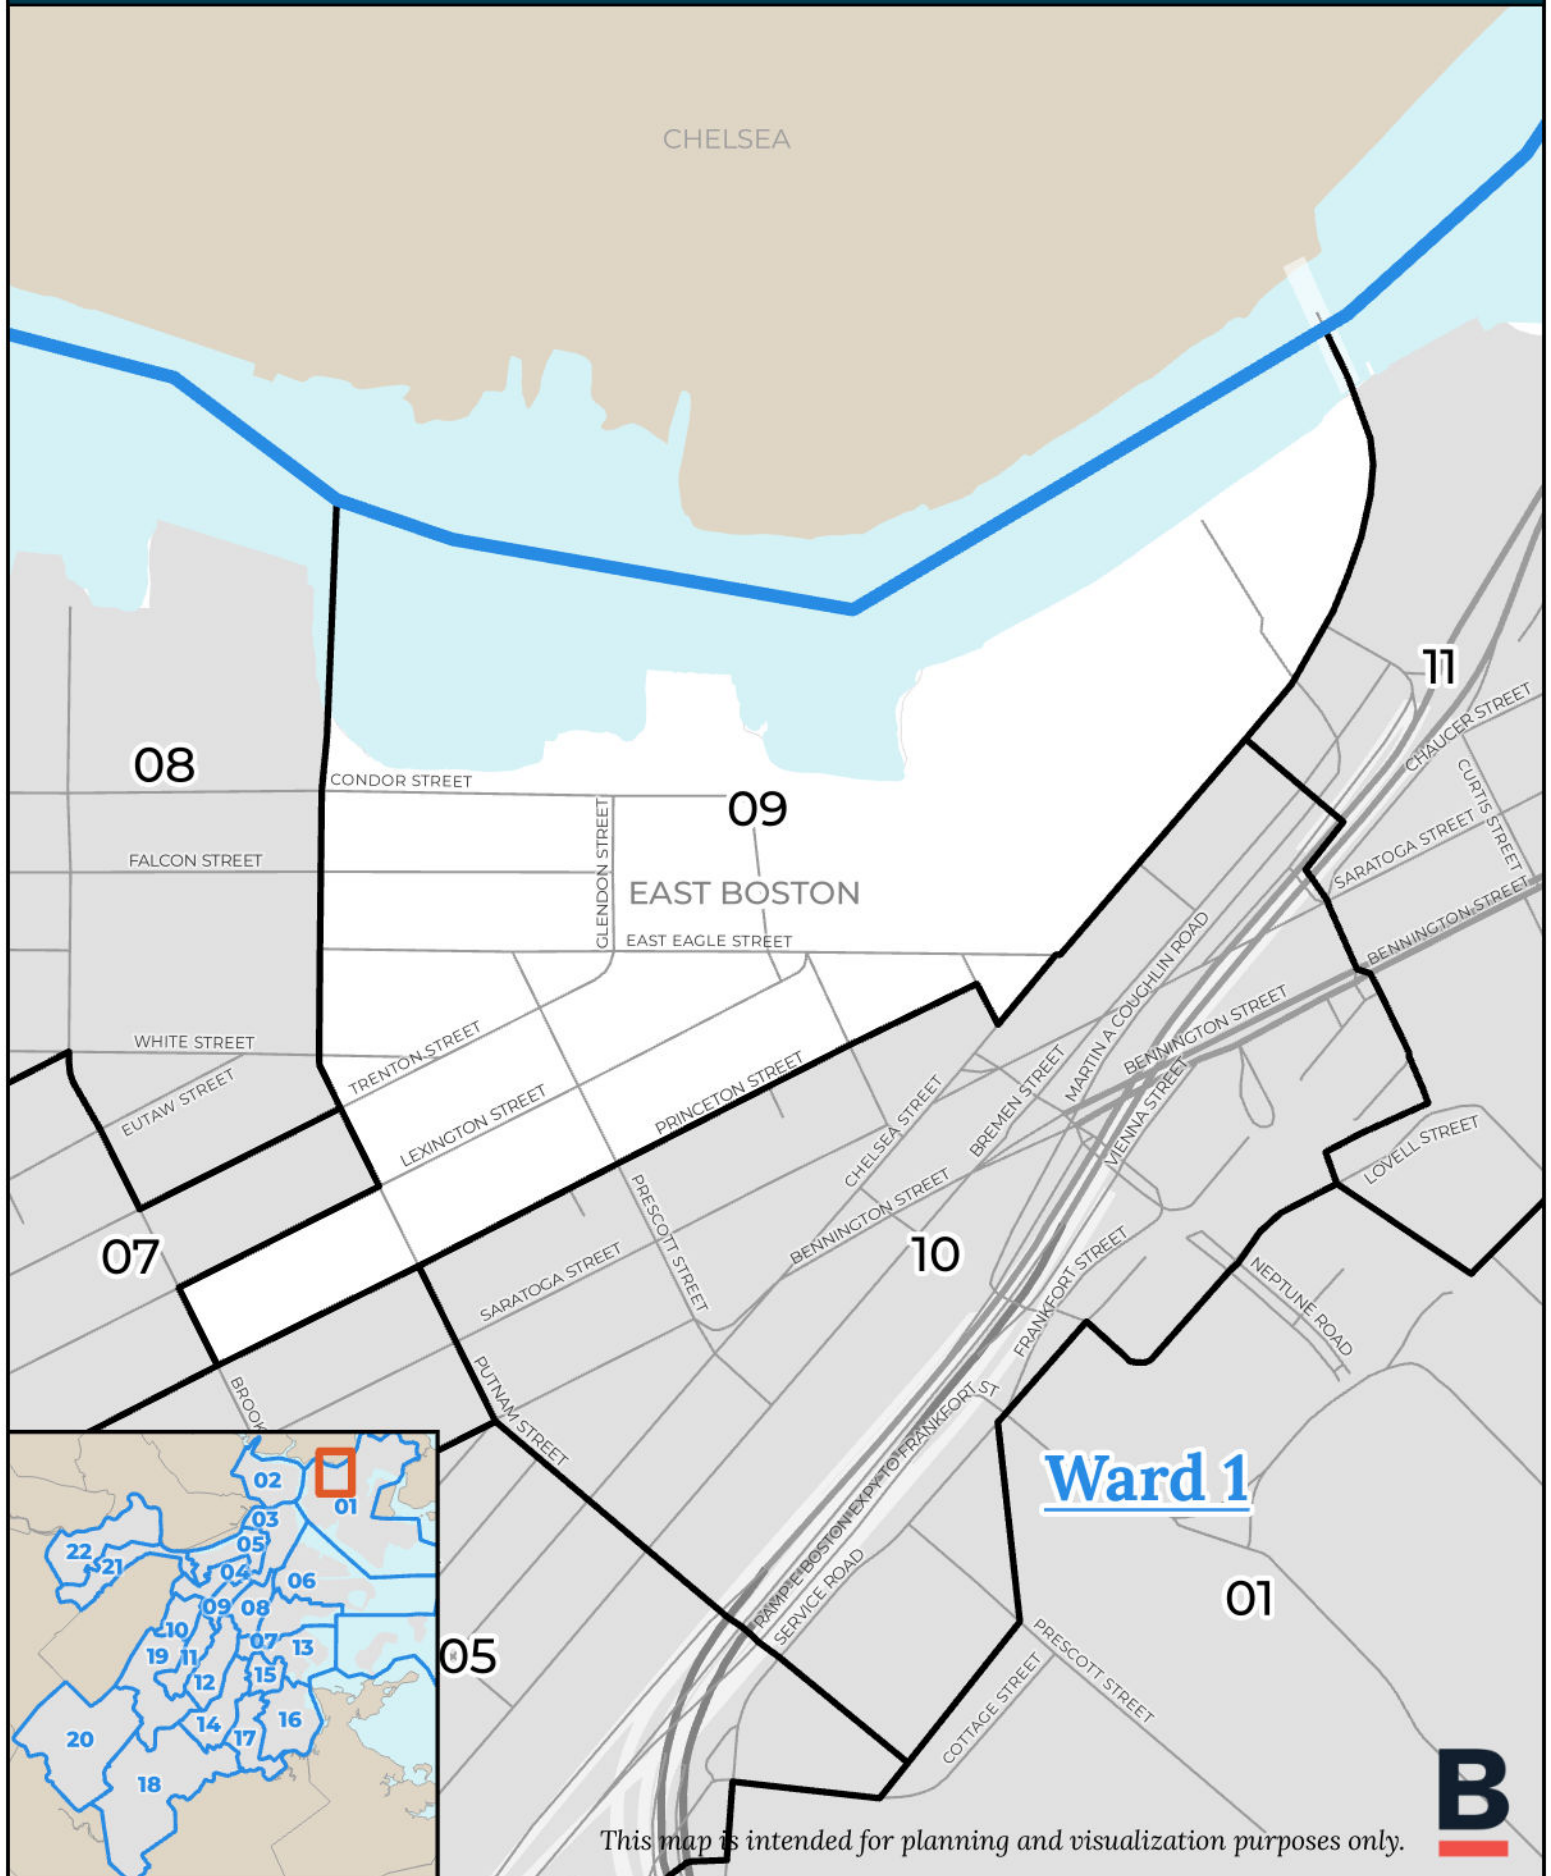 CHELSEA
11
CHAUCER STREET
08
CONDOR STREET
09
CURTIS STREET
FALCON STREET
GLENDON STREET
EAST BOSTON
SARATOGA STREET
EAST EAGLE STREET
BENNINGTON STREET
MARTIN A COUGHLIN ROAD
WHITE STREET
TRENTON STREET
BENNINGTON STREET
EUTAW STREET
LEXINGTON STREET
PRINCETON STREET
CHELSEA STREET
BREMEN STREET
VIENNA STREET
LOVELL STREET
07
PRESCOTT STREET
BENNINGTON STREET
10
SARATOGA STREET
FRANKFORT STREET
NEPTUNE ROAD
PUTNAM STREET
BROOK
RAMP-E BOSTON EXPY TO FRANKFORT ST
SERVICE ROAD
Ward 1
01
05
PRESCOTT STREET
COTTAGE STREET
02
01
03
05
22
21
04
06
09
08
10
07
13
19
11
15
12
14
16
17
20
18
B
This map is intended for planning and visualization purposes only.